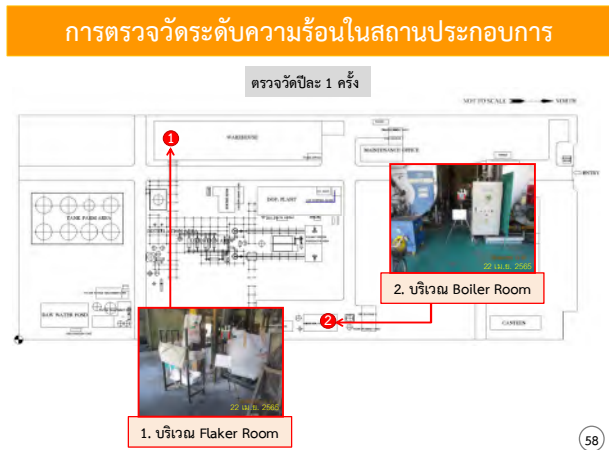 การตรวจวัดระดับความร้อนในสถานประกอบการ
ตรวจวัดปีละ 1 ครั้ง
NOT TO SCALE
NORTH
1
WAREHOUSE
MAINTENANCE OFFICE
ENTRY
TANK FARM AREA
PLANT
22 เม.ย. 2565
2. บริเวณ Boiler Room
RAW WATER POND
2
CANTEEN
22 เม.ย. 2565
1. บริเวณ Flaker Room
58